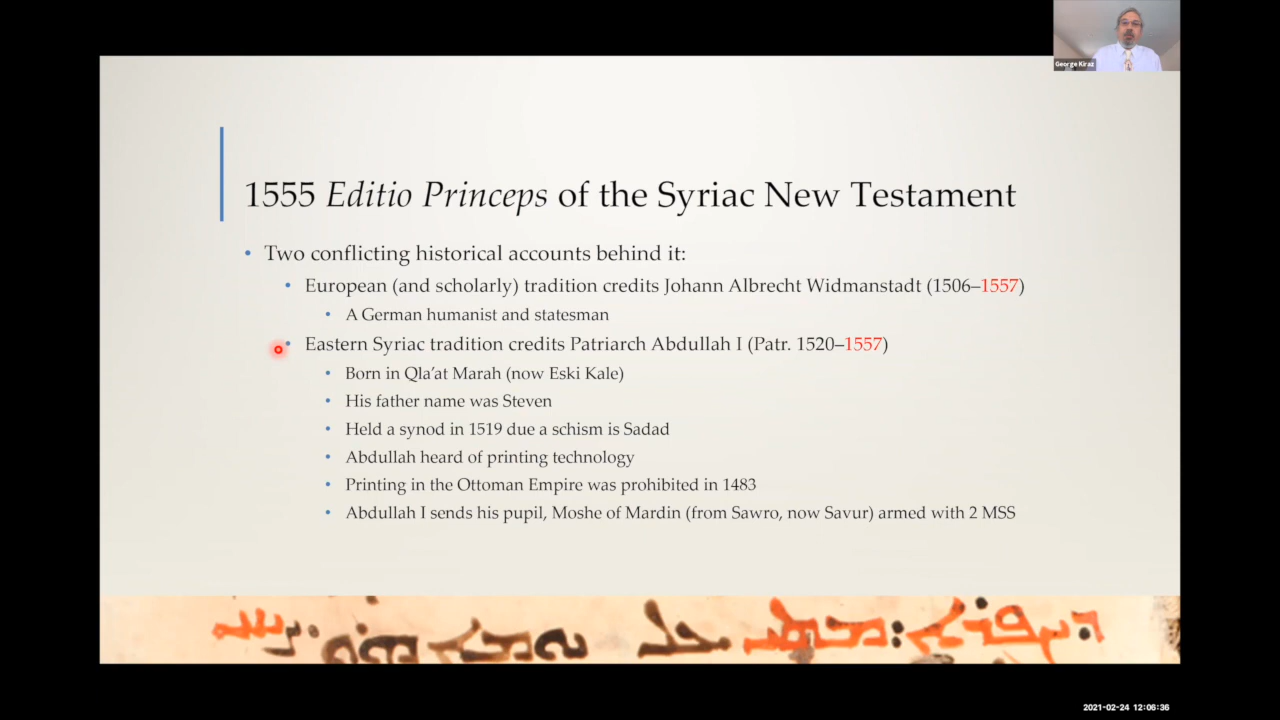 George Kiraz
1555 Editio Princeps of the Syriac New Testament
• Two conflicting historical accounts behind it:
• European (and scholarly) tradition credits Johann Albrecht Widmanstadt (1506–1557)
• A German humanist and statesman
• Eastern Syriac tradition credits Patriarch Abdullah I (Patr. 1520–1557)
• Born in Qla’at Marah (now Eski Kale)
• His father name was Steven
• Held a synod in 1519 due a schism is Sadad
• Abdullah heard of printing technology
• Printing in the Ottoman Empire was prohibited in 1483
• Abdullah I sends his pupil, Moshe of Mardin (from Sawro, now Savur) armed with 2 MSS
2021-02-24 12:06:36